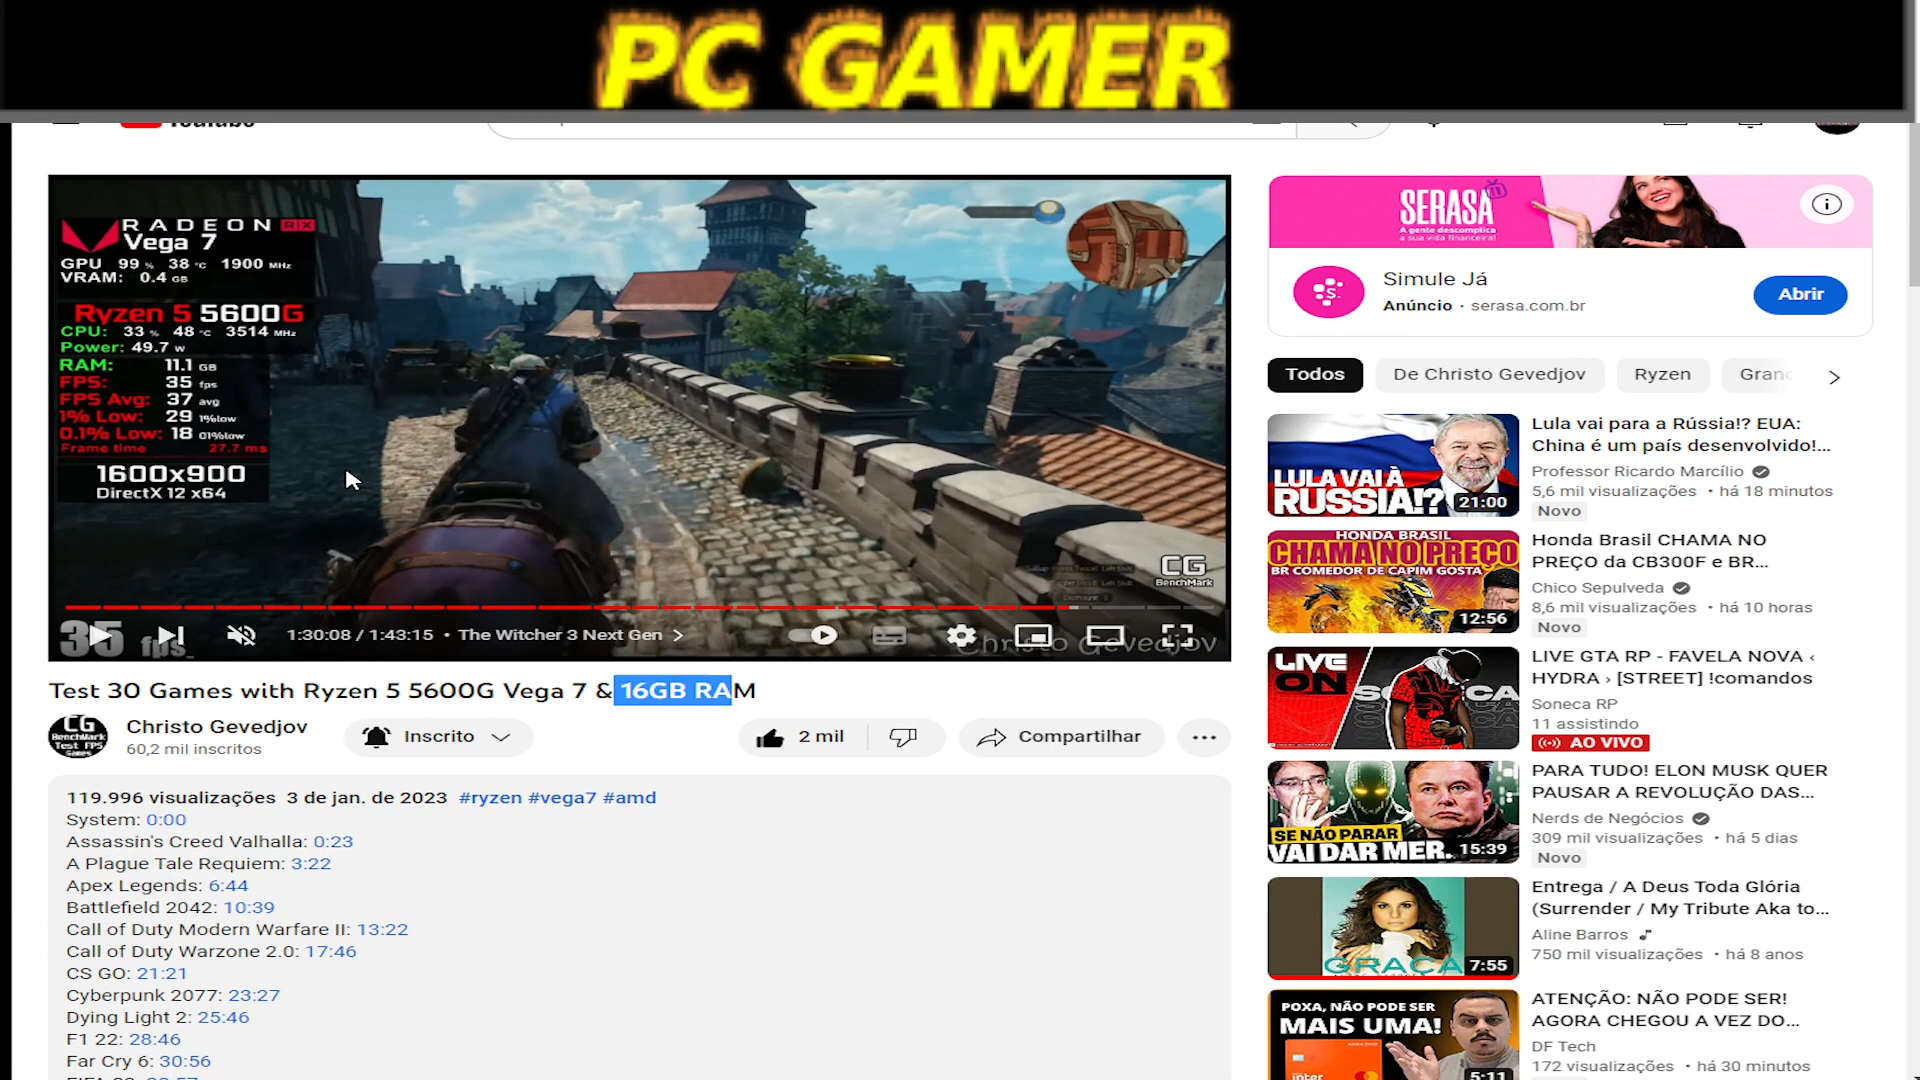 PC GAMER
YouTube
RADEON RX
Vega 7
GPU 99 % 38 °C 1900 MHz
VRAM: 0.4 GB
Ryzen 5 5600G
CPU: 33 % 48 °C 3514 MHz
Power: 49.7 W
RAM: 11.1 GB
FPS: 35 fps
FPS Avg: 37 avg
1% Low: 29 1%low
0.1% Low: 18 01%low
Frame time 27.7 ms
1600x900
DirectX 12 x64
CG
BenchMark
35 fps
1:30:08 / 1:43:15 • The Witcher 3 Next Gen
Christo Gevedjov
Test 30 Games with Ryzen 5 5600G Vega 7 & 16GB RAM
CG
BenchMark
Test FPS
Games
Christo Gevedjov
60,2 mil inscritos
Inscrito
2 mil
Compartilhar
119.996 visualizações 3 de jan. de 2023 #ryzen #vega7 #amd
System: 0:00
Assassin's Creed Valhalla: 0:23
A Plague Tale Requiem: 3:22
Apex Legends: 6:44
Battlefield 2042: 10:39
Call of Duty Modern Warfare II: 13:22
Call of Duty Warzone 2.0: 17:46
CS GO: 21:21
Cyberpunk 2077: 23:27
Dying Light 2: 25:46
F1 22: 28:46
Far Cry 6: 30:56
SERASA
A gente descomplica
a sua vida financeira!
Simule Já
Anúncio · serasa.com.br
Abrir
Todos
De Christo Gevedjov
Ryzen
Gran
LULA VAI À
RÚSSIA!?
21:00
Lula vai para a Rússia!? EUA:
China é um país desenvolvido!...
Professor Ricardo Marcílio
5,6 mil visualizações • há 18 minutos
Novo
HONDA BRASIL
CHAMA NO PREÇO
BR COMEDOR DE CAPIM GOSTA
12:56
Honda Brasil CHAMA NO
PREÇO da CB300F e BR...
Chico Sepulveda
8,6 mil visualizações • há 10 horas
Novo
LIVE
ON
LIVE GTA RP - FAVELA NOVA ‹
HYDRA › [STREET] !comandos
Soneca RP
11 assistindo
AO VIVO
SE NÃO PARAR
VAI DAR MER.
15:39
PARA TUDO! ELON MUSK QUER
PAUSAR A REVOLUÇÃO DAS...
Nerds de Negócios
309 mil visualizações • há 5 dias
Novo
GRAÇA
7:55
Entrega / A Deus Toda Glória
(Surrender / My Tribute Aka to...
Aline Barros
750 mil visualizações • há 8 anos
POXA, NÃO PODE SER
MAIS UMA!
inter
5:11
ATENÇÃO: NÃO PODE SER!
AGORA CHEGOU A VEZ DO...
DF Tech
172 visualizações • há 30 minutos